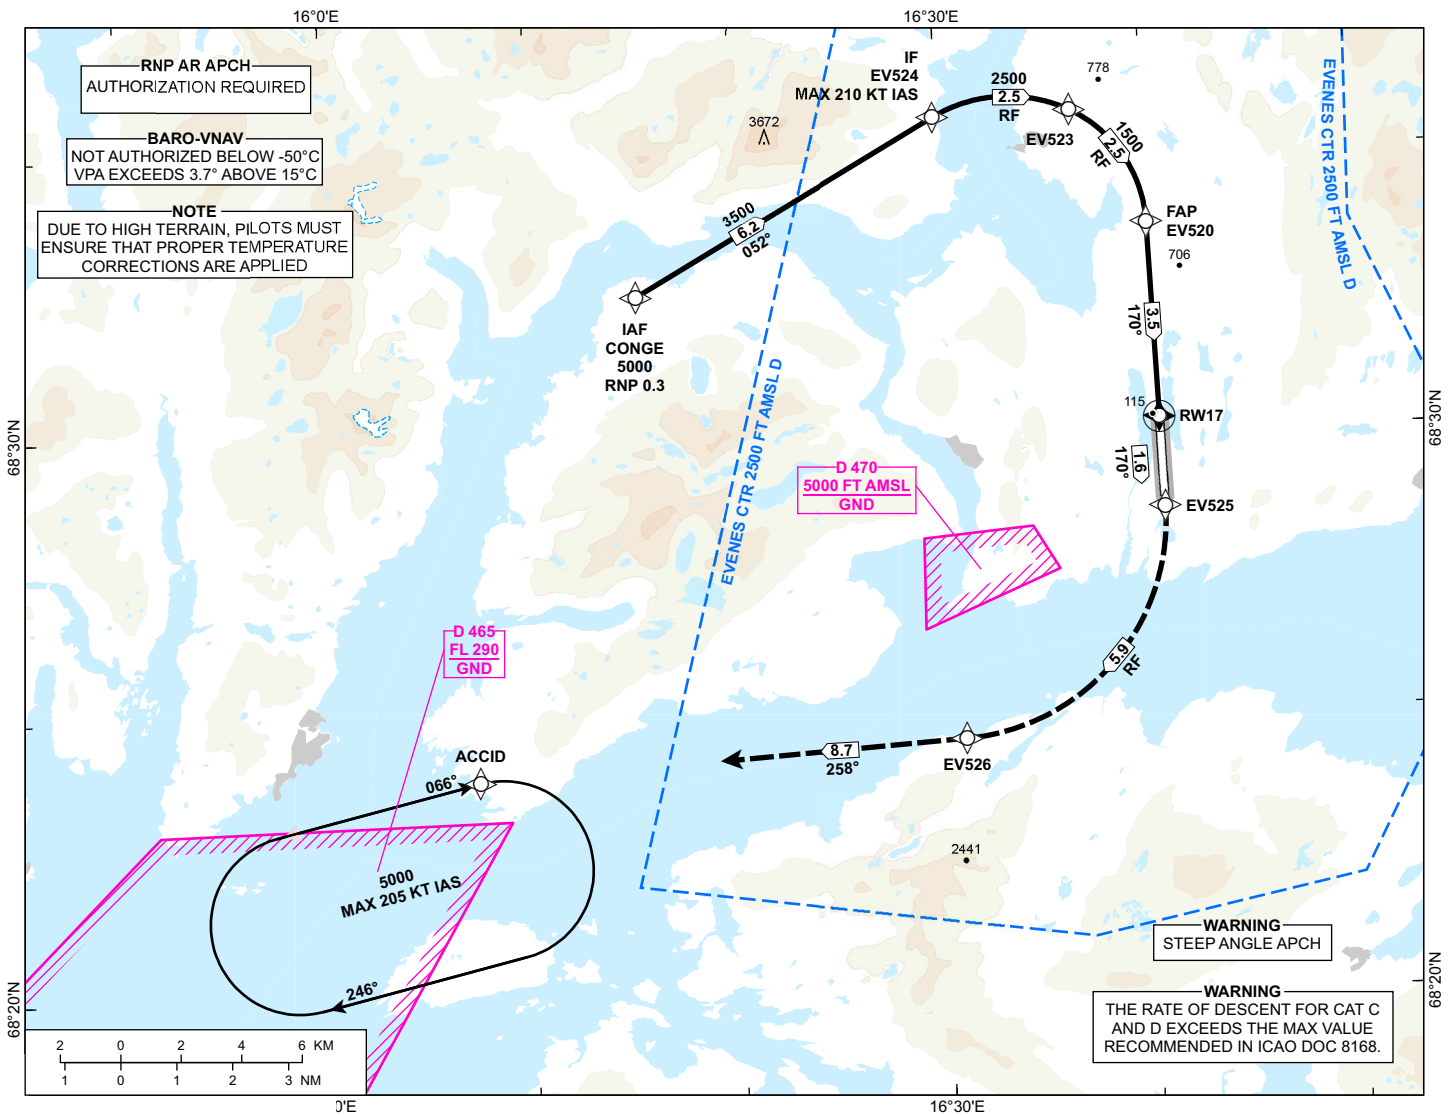 16°0'E
16°30'E
RNP AR APCH
AUTHORIZATION REQUIRED
BARO-VNAV
NOT AUTHORIZED BELOW -50°C
VPA EXCEEDS 3.7° ABOVE 15°C
NOTE
DUE TO HIGH TERRAIN, PILOTS MUST
ENSURE THAT PROPER TEMPERATURE
CORRECTIONS ARE APPLIED
IF
EV524
MAX 210 KT IAS
3672
2500
2.5
RF
778
EV523
1500
2.5
RF
EVENES CTR 2500 FT AMSL D
FAP
EV520
706
3500
6.2
052°
IAF
CONGE
5000
RNP 0.3
3.5
170°
EVENES CTR 2500 FT AMSL D
115
RW17
68°30'N
68°30'N
1.6
170°
D 470
5000 FT AMSL
GND
EV525
D 465
FL 290
GND
5.9
RF
8.7
258°
EV526
ACCID
066°
5000
MAX 205 KT IAS
246°
2441
WARNING
STEEP ANGLE APCH
WARNING
THE RATE OF DESCENT FOR CAT C
AND D EXCEEDS THE MAX VALUE
RECOMMENDED IN ICAO DOC 8168.
68°20'N
68°20'N
2 0 2 4 6 KM
1 0 1 2 3 NM
0'E
16°30'E